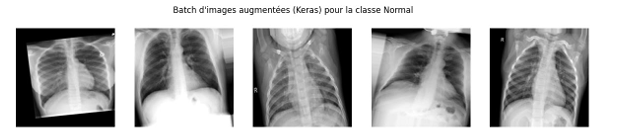 Batch d'images augmentées (Keras) pour la classe Normal
R